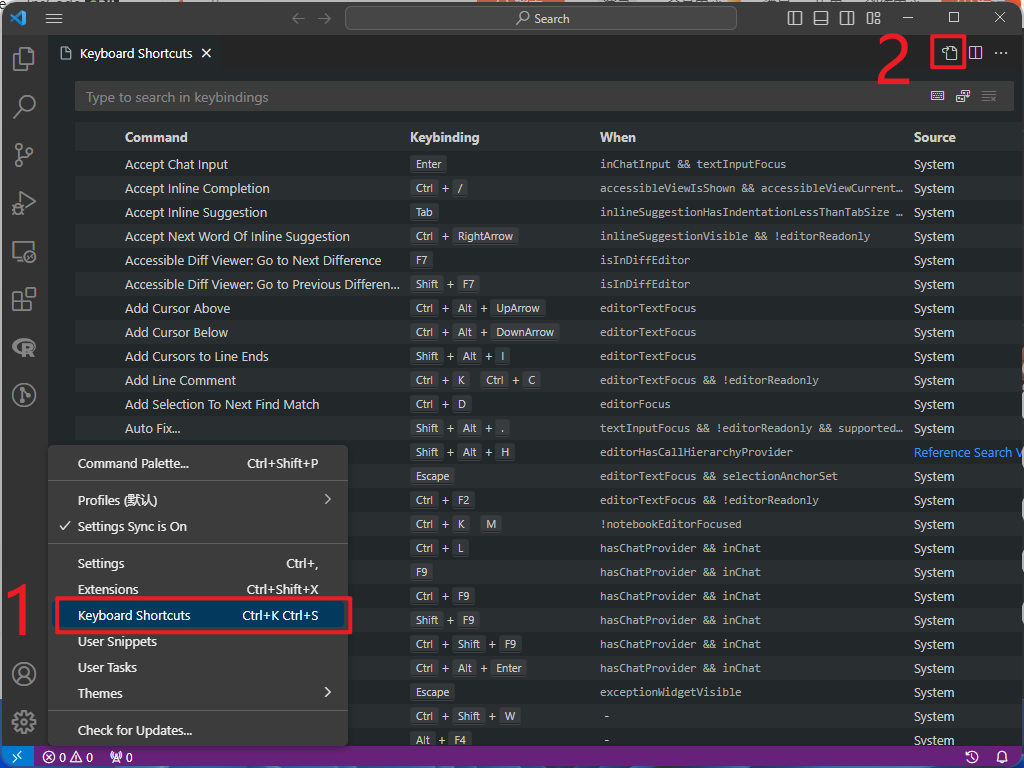 Search
Keyboard Shortcuts
2
Type to search in keybindings
Command Keybinding When Source
Accept Chat Input Enter inChatInput && textInputFocus System
Accept Inline Completion Ctrl + / accessibleViewIsShown && accessibleViewCurrent… System
Accept Inline Suggestion Tab inlineSuggestionHasIndentationLessThanTabSize … System
Accept Next Word Of Inline Suggestion Ctrl + RightArrow inlineSuggestionVisible && !editorReadonly System
Accessible Diff Viewer: Go to Next Difference F7 isInDiffEditor System
Accessible Diff Viewer: Go to Previous Differen... Shift + F7 isInDiffEditor System
Add Cursor Above Ctrl + Alt + UpArrow editorTextFocus System
Add Cursor Below Ctrl + Alt + DownArrow editorTextFocus System
Add Cursors to Line Ends Shift + Alt + I editorTextFocus System
Add Line Comment Ctrl + K Ctrl + C editorTextFocus && !editorReadonly System
Add Selection To Next Find Match Ctrl + D editorFocus System
Auto Fix... Shift + Alt + . textInputFocus && !editorReadonly && supported… System
Shift + Alt + H editorHasCallHierarchyProvider Reference Search V
Escape editorTextFocus && selectionAnchorSet System
Ctrl + F2 editorTextFocus && !editorReadonly System
Ctrl + K M !notebookEditorFocused System
Ctrl + L hasChatProvider && inChat System
F9 hasChatProvider && inChat System
Ctrl + F9 hasChatProvider && inChat System
Shift + F9 hasChatProvider && inChat System
Ctrl + Shift + F9 hasChatProvider && inChat System
Ctrl + Alt + Enter hasChatProvider && inChat System
Escape exceptionWidgetVisible System
Ctrl + Shift + W - System
Alt + F4 - System
Command Palette... Ctrl+Shift+P
Profiles (默认)
Settings Sync is On
Settings Ctrl+,
Extensions Ctrl+Shift+X
1
Keyboard Shortcuts Ctrl+K Ctrl+S
User Snippets
User Tasks
Themes
Check for Updates...
0 0 0